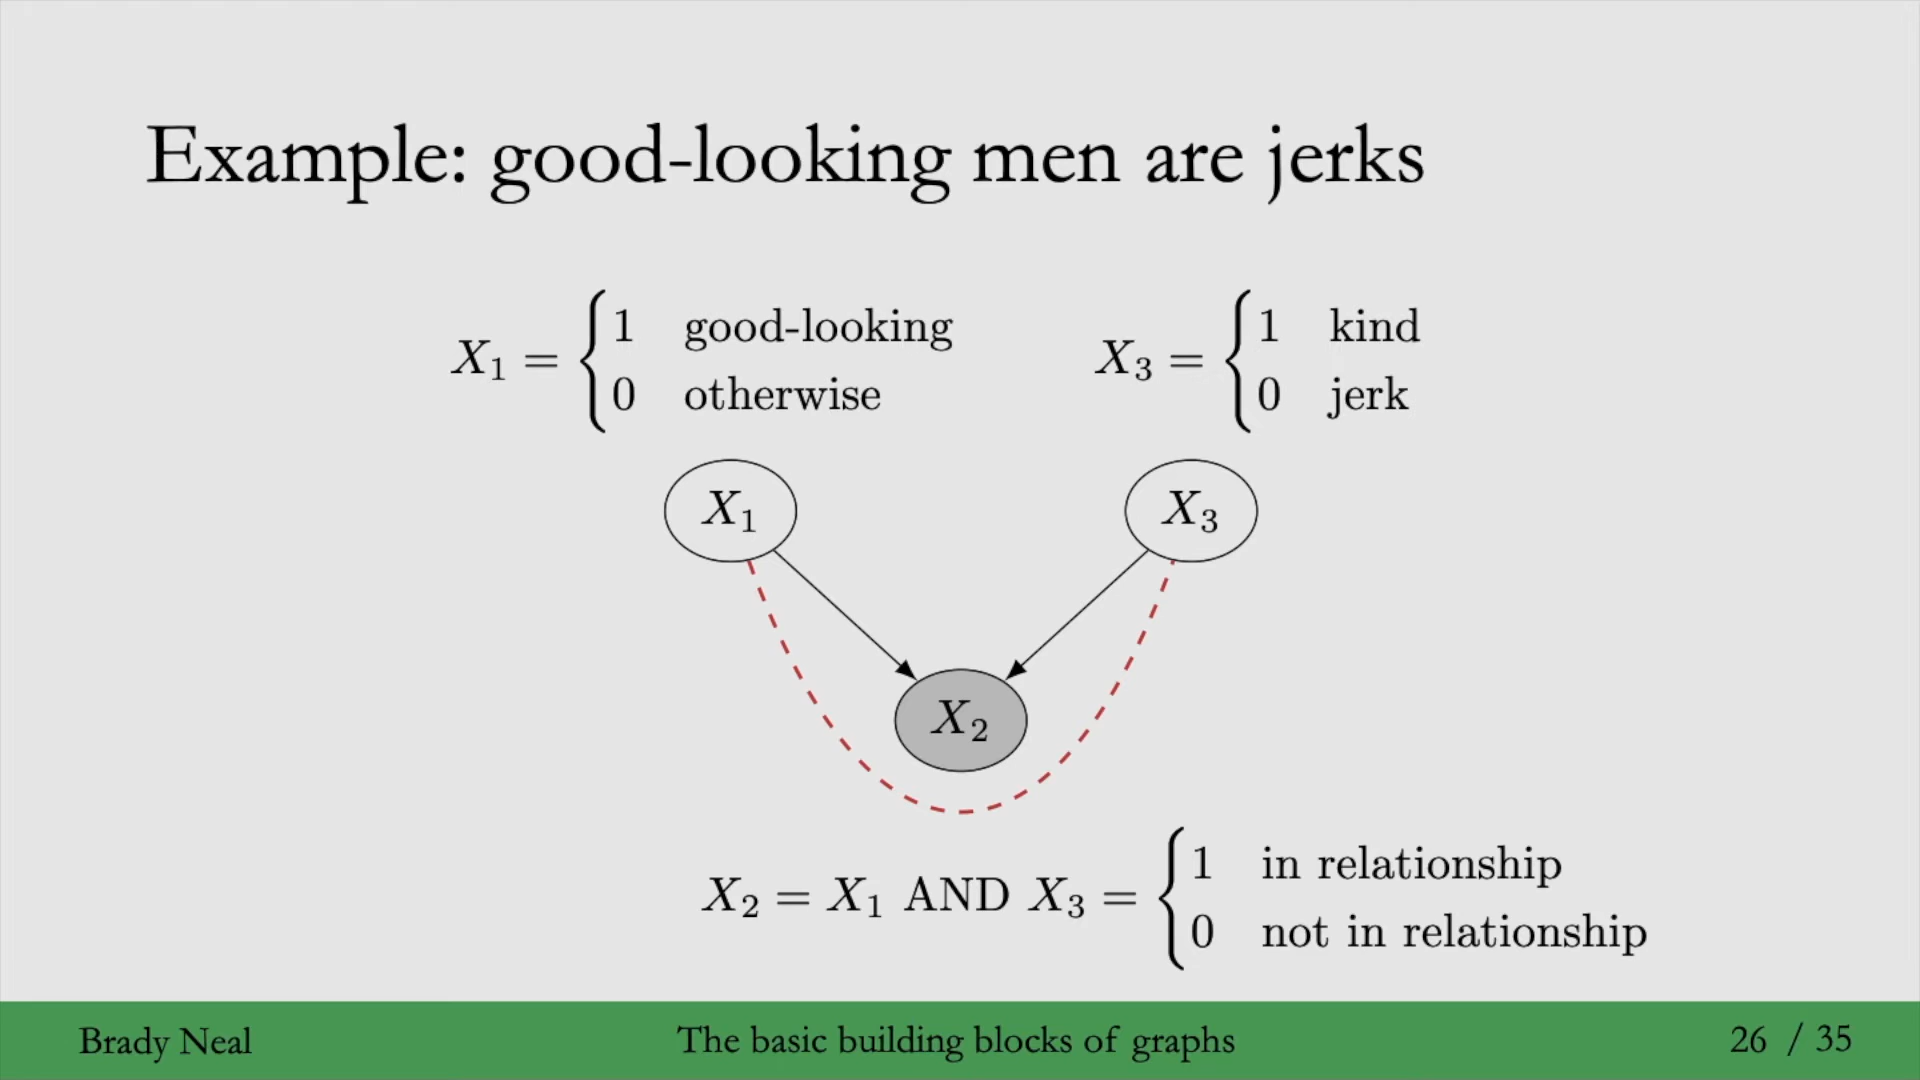 Example: good-looking men are jerks
X₁ = { 1 good-looking
0 otherwise
X₃ = { 1 kind
0 jerk
X₁
X₃
X₂
X₂ = X₁ AND X₃ = { 1 in relationship
0 not in relationship
Brady Neal
The basic building blocks of graphs
26 / 35